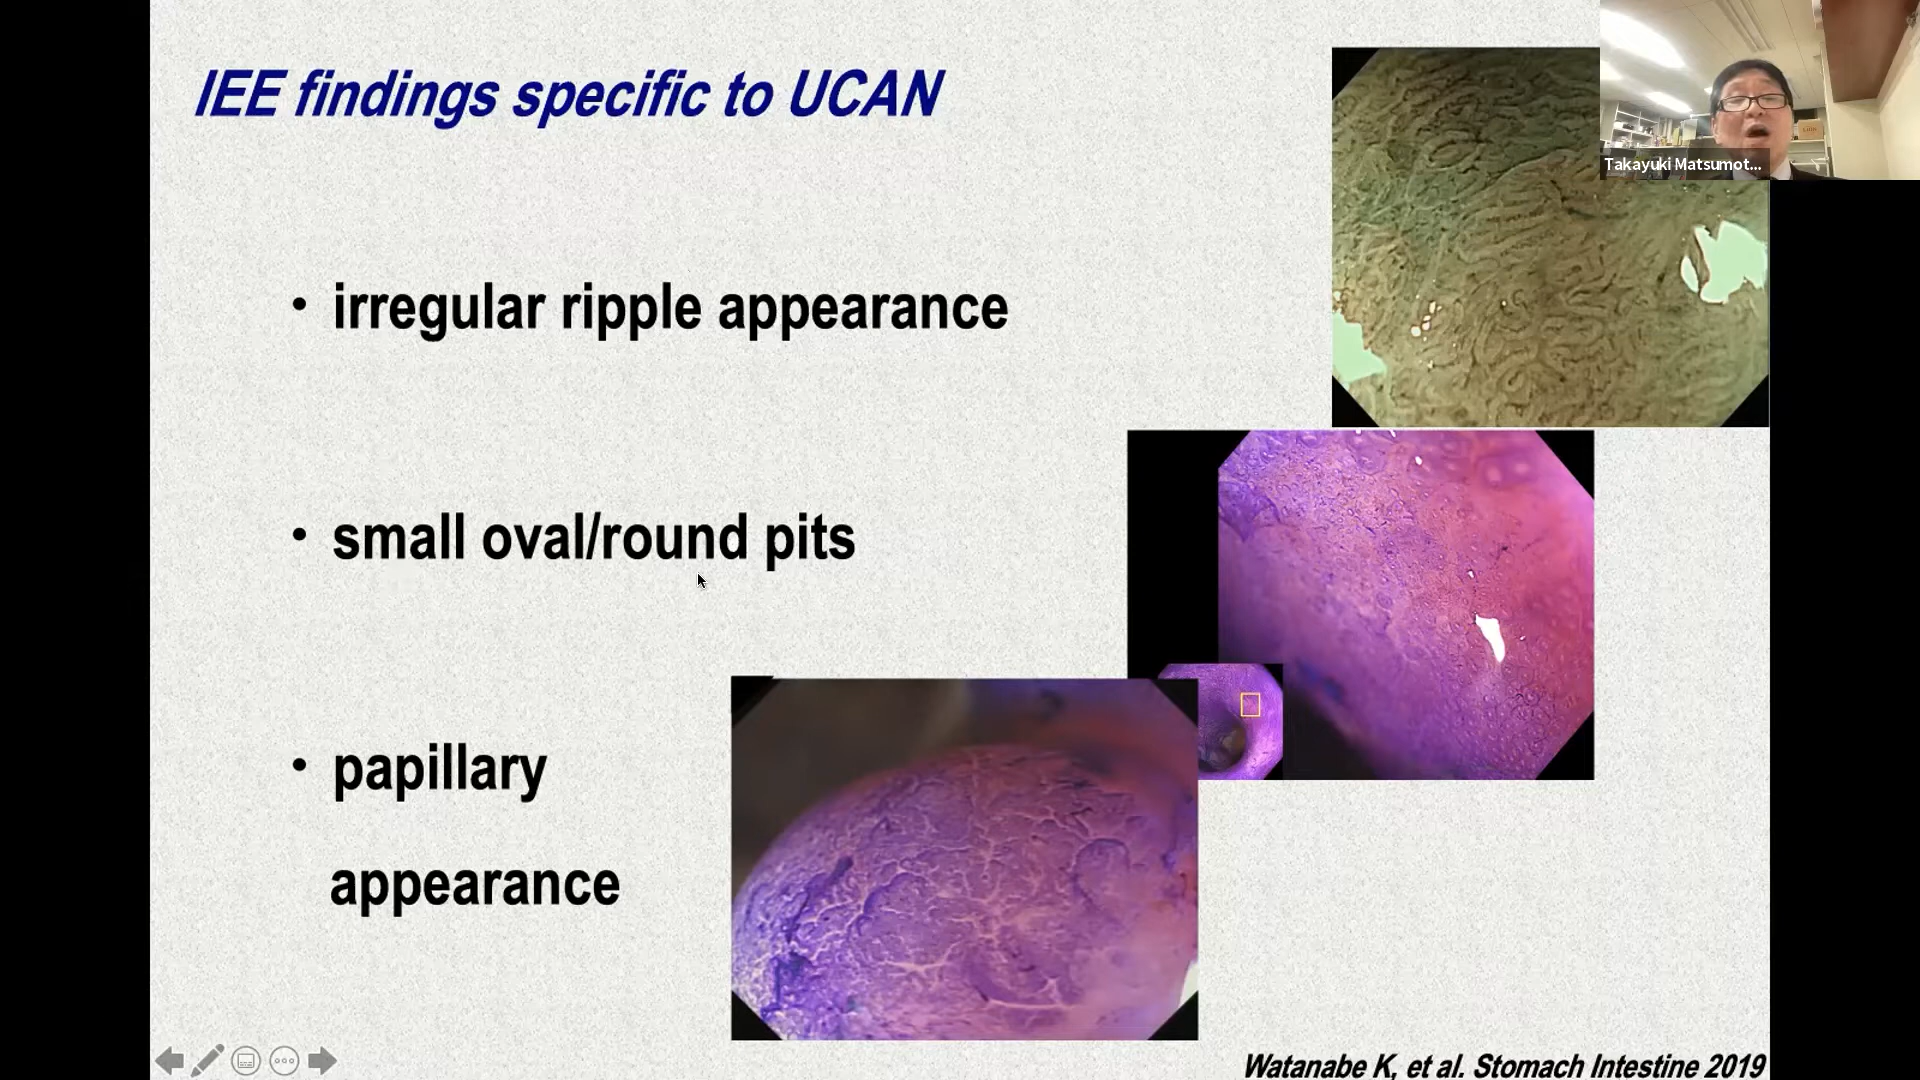 IEE findings specific to UCAN
Takayuki Matsumot...
• irregular ripple appearance
• small oval/round pits
• papillary
appearance
Watanabe K, et al. Stomach Intestine 2019